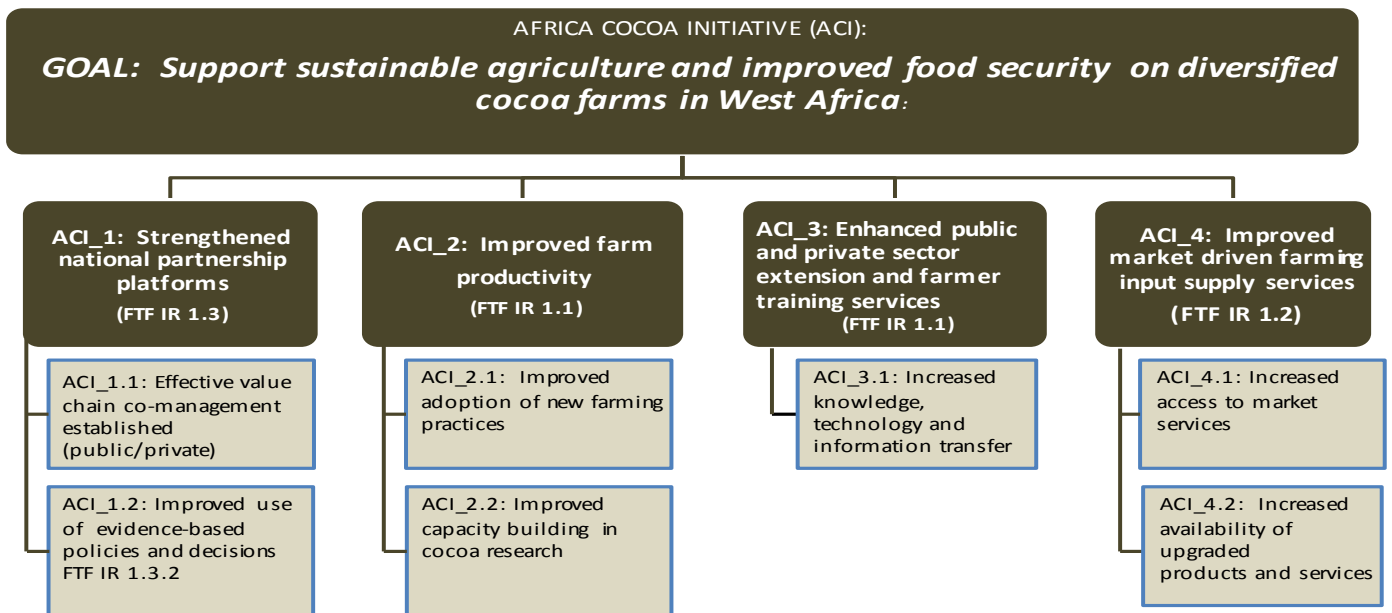 AFRICA COCOA INITIATIVE (ACI):
GOAL: Support sustainable agriculture and improved food security on diversified
cocoa farms in West Africa:
ACI_1: Strengthened
national partnership
platforms
(FTF IR 1.3)
ACI_1.1: Effective value
chain co-management
established
(public/private)
ACI_1.2: Improved use
of evidence-based
policies and decisions
FTF IR 1.3.2
ACI_2: Improved farm
productivity
(FTF IR 1.1)
ACI_2.1: Improved
adoption of new farming
practices
ACI_2.2: Improved
capacity building in
cocoa research
ACI_3: Enhanced public
and private sector
extension and farmer
training services
(FTF IR 1.1)
ACI_3.1: Increased
knowledge,
technology and
information transfer
ACI_4: Improved
market driven farming
input supply services
(FTF IR 1.2)
ACI_4.1: Increased
access to market
services
ACI_4.2: Increased
availability of
upgraded
products and services